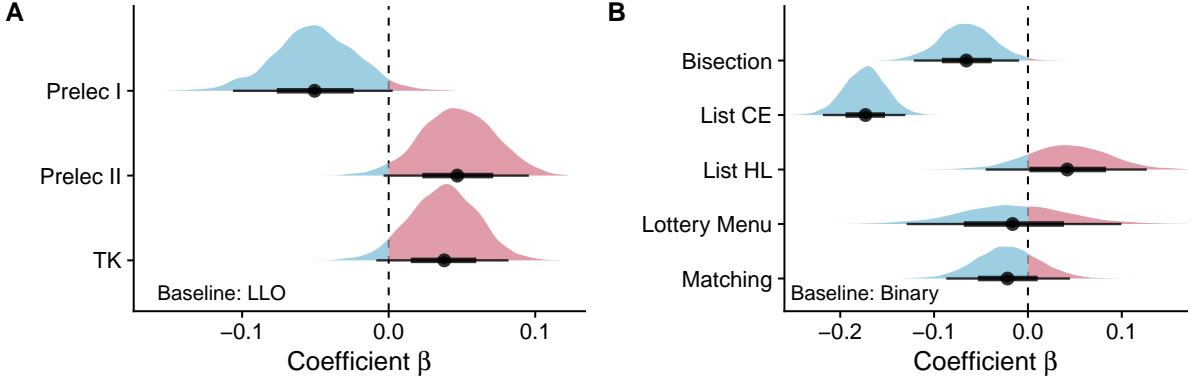 A
Prelec I
Prelec II
TK
Baseline: LLO
−0.1
0.0
0.1
Coefficient β
B
Bisection
List CE
List HL
Lottery Menu
Matching
Baseline: Binary
−0.2
−0.1
0.0
0.1
Coefficient β